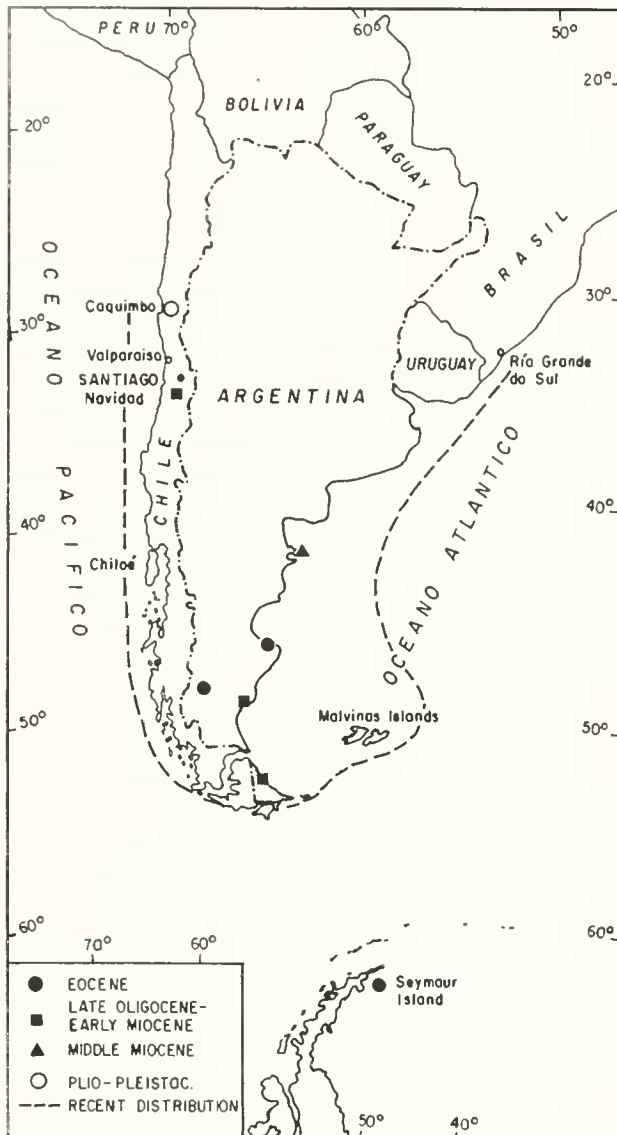 PERU 70° 60° 50°
BOLIVIA
20° 20°
PARAGUAY
BRASIL
OCEANO PACIFICO
Caquimbo
30° 30°
Valparaiso
SANTIAGO
Navidad
ARGENTINA
URUGUAY
Río Grande
do Sul
CHILE
OCEANO ATLANTICO
40° 40°
Chiloé
Malvinas Islands
50° 50°
60° 60°
70° 60°
Seymour
Island
EOCENE
LATE OLIGOCENE-
EARLY MIOCENE
MIDDLE MIOCENE
PLIO-PLEISTAC.
RECENT DISTRIBUTION
50° 40°